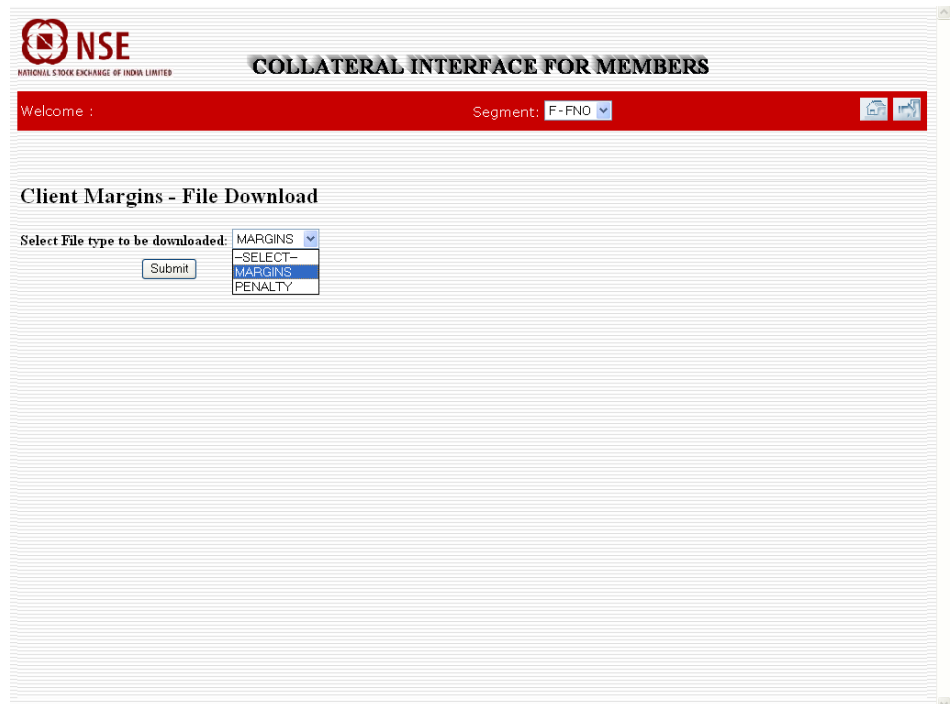 NSE
NATIONAL STOCK EXCHANGE OF INDIA LIMITED
COLLATERAL INTERFACE FOR MEMBERS
Welcome :
Segment: F-FNO
Client Margins - File Download
Select File type to be downloaded: MARGINS
--SELECT--
MARGINS
PENALTY
Submit